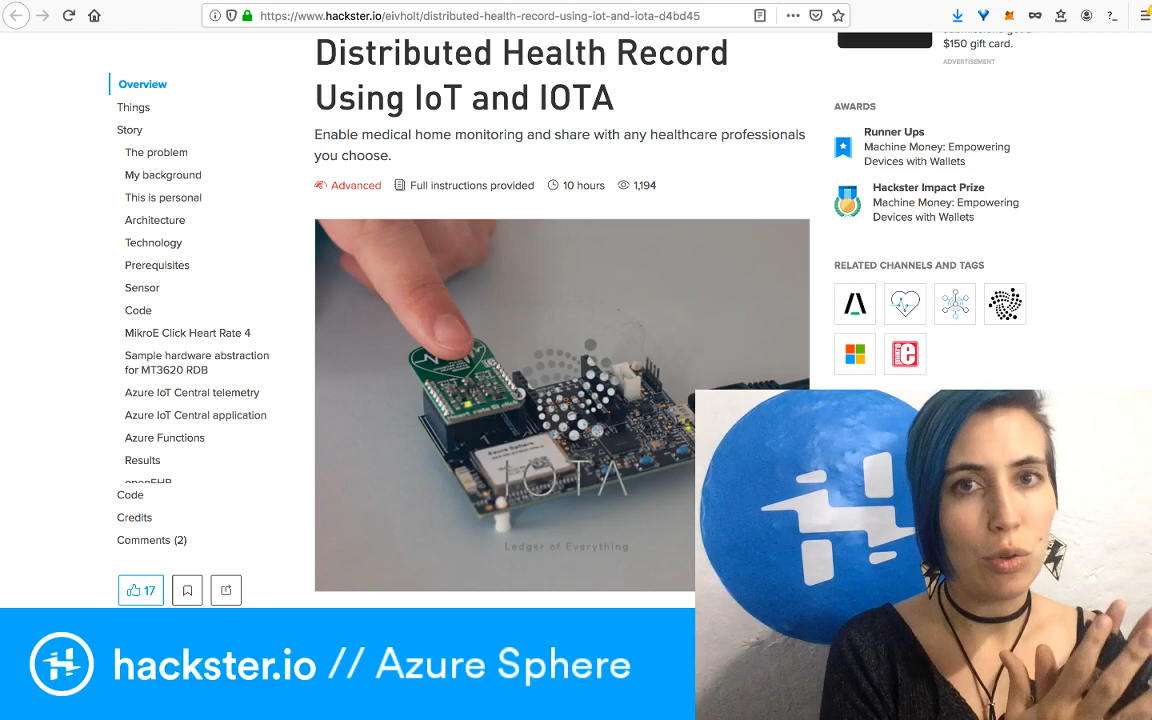 https://www.hackster.io/eivholt/distributed-health-record-using-iot-and-iota-d4bd45
Distributed Health Record
Using IoT and IOTA
Enable medical home monitoring and share with any healthcare professionals
you choose.
Advanced
Full instructions provided
10 hours
1,194
Overview
Things
Story
The problem
My background
This is personal
Architecture
Technology
Prerequisites
Sensor
Code
MikroE Click Heart Rate 4
Sample hardware abstraction
for MT3620 RDB
Azure IoT Central telemetry
Azure IoT Central application
Azure Functions
Results
openEHR
Code
Credits
Comments (2)
17
$150 gift card.
ADVERTISEMENT
AWARDS
Runner Ups
Machine Money: Empowering
Devices with Wallets
Hackster Impact Prize
Machine Money: Empowering
Devices with Wallets
RELATED CHANNELS AND TAGS
Azure Sphere
IOTA
Ledger of Everything
hackster.io // Azure Sphere